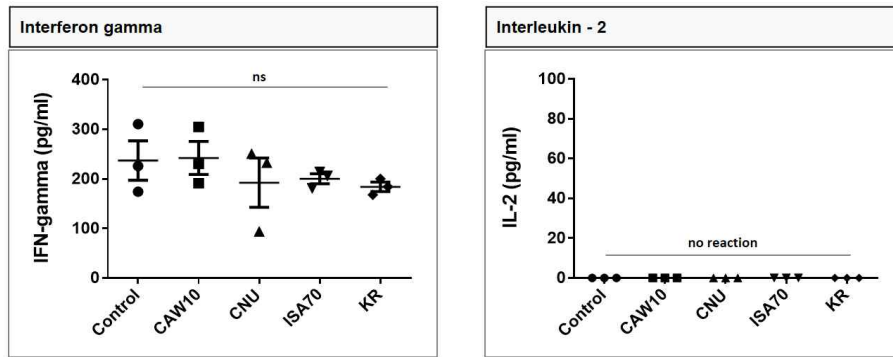 Interferon gamma
IFN-gamma (pg/ml)
400
300
200
100
0
ns
Control
CAW10
CNU
ISA70
KR
Interleukin - 2
IL-2 (pg/ml)
100
80
60
40
20
0
no reaction
Control
CAW10
CNU
ISA70
KR